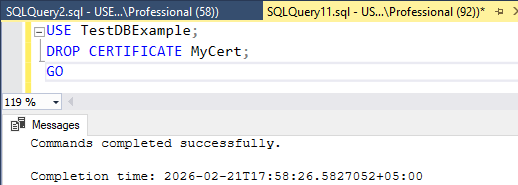 SQLQuery2.sql - USE...\Professional (58))
SQLQuery11.sql - US...\Professional (92))*
USE TestDBExample;
DROP CERTIFICATE MyCert;
GO
119 %
Messages
Commands completed successfully.
Completion time: 2026-02-21T17:58:26.5827052+05:00